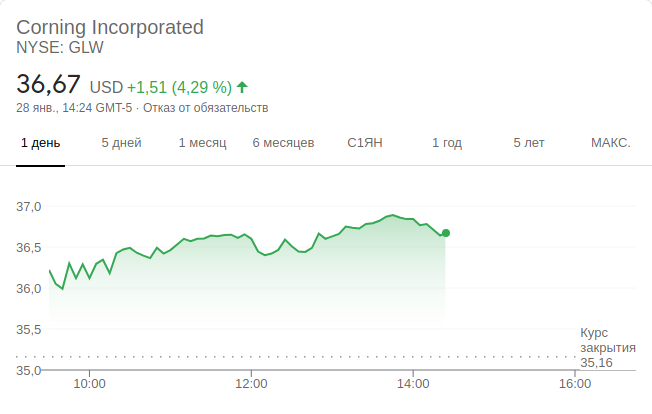 Corning Incorporated
NYSE: GLW
36,67 USD +1,51 (4,29 %)
28 янв., 14:24 GMT-5 · Отказ от обязательств
1 день 5 дней 1 месяц 6 месяцев С1ЯН 1 год 5 лет МАКС.
37,0
36,5
36,0
35,5
Курс
закрытия
35,16
35,0
10:00 12:00 14:00 16:00